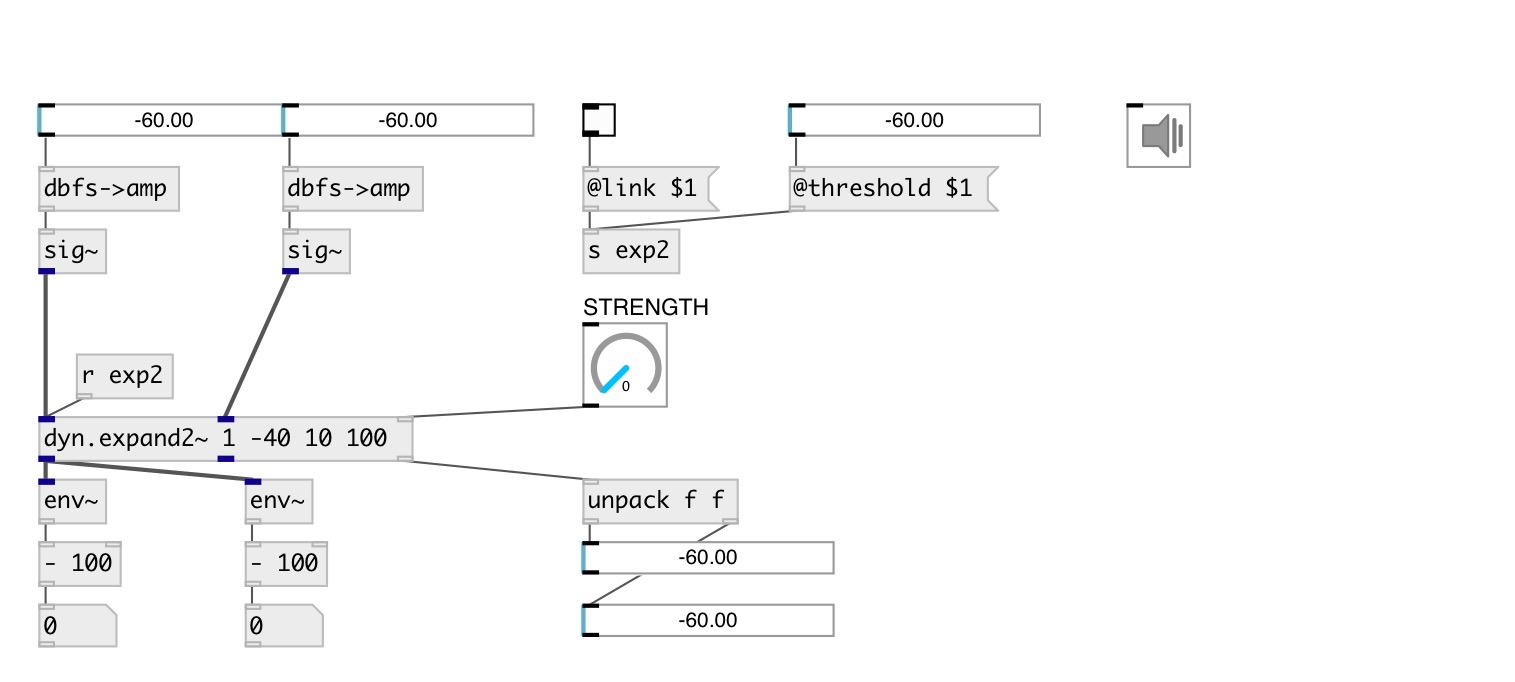 -60.00 -60.00 -60.00
dbfs->amp dbfs->amp @link $1 @threshold $1
sig~ sig~ s exp2
STRENGTH
r exp2
0
dyn.expand2~ 1 -40 10 100
env~ env~ unpack f f
- 100 - 100 -60.00
0 0 -60.00